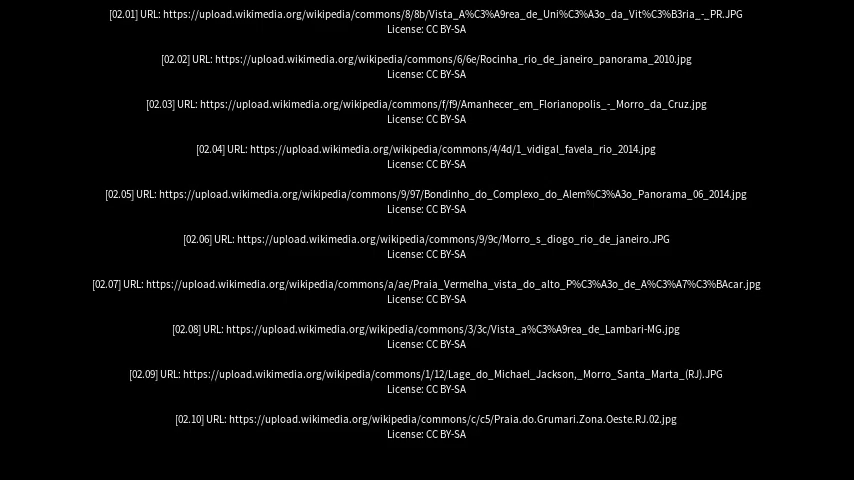 [02.01] URL: https://upload.wikimedia.org/wikipedia/commons/8/8b/Vista_A%C3%A9rea_de_Uni%C3%A3o_da_Vit%C3%B3ria_-_PR.JPG
License: CC BY-SA
[02.02] URL: https://upload.wikimedia.org/wikipedia/commons/6/6e/Rocinha_rio_de_janeiro_panorama_2010.jpg
License: CC BY-SA
[02.03] URL: https://upload.wikimedia.org/wikipedia/commons/f/f9/Amanhecer_em_Florianopolis_-_Morro_da_Cruz.jpg
License: CC BY-SA
[02.04] URL: https://upload.wikimedia.org/wikipedia/commons/4/4d/1_vidigal_favela_rio_2014.jpg
License: CC BY-SA
[02.05] URL: https://upload.wikimedia.org/wikipedia/commons/9/97/Bondinho_do_Complexo_do_Alem%C3%A3o_Panorama_06_2014.jpg
License: CC BY-SA
[02.06] URL: https://upload.wikimedia.org/wikipedia/commons/9/9c/Morro_s_diogo_rio_de_janeiro.JPG
License: CC BY-SA
[02.07] URL: https://upload.wikimedia.org/wikipedia/commons/a/ae/Praia_Vermelha_vista_do_alto_P%C3%A3o_de_A%C3%A7%C3%BAcar.jpg
License: CC BY-SA
[02.08] URL: https://upload.wikimedia.org/wikipedia/commons/3/3c/Vista_a%C3%A9rea_de_Lambari-MG.jpg
License: CC BY-SA
[02.09] URL: https://upload.wikimedia.org/wikipedia/commons/1/12/Lage_do_Michael_Jackson,_Morro_Santa_Marta_(RJ).JPG
License: CC BY-SA
[02.10] URL: https://upload.wikimedia.org/wikipedia/commons/c/c5/Praia.do.Grumari.Zona.Oeste.RJ.02.jpg
License: CC BY-SA